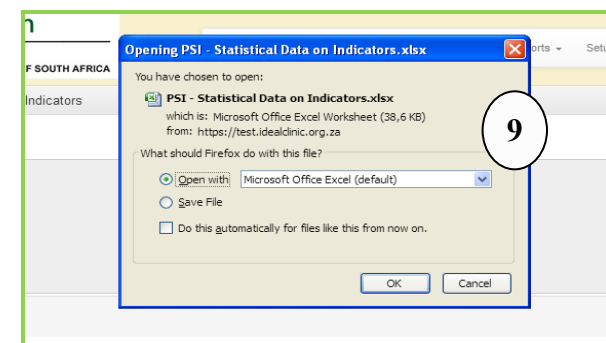 F SOUTH AFRICA
orts
Setu
Indicators
Opening PSI - Statistical Data on Indicators.xlsx
You have chosen to open:
PSI - Statistical Data on Indicators.xlsx
which is: Microsoft Office Excel Worksheet (38,6 KB)
from: https://test.idealclinic.org.za
9
What should Firefox do with this file?
Open with Microsoft Office Excel (default)
Save File
Do this automatically for files like this from now on.
OK Cancel